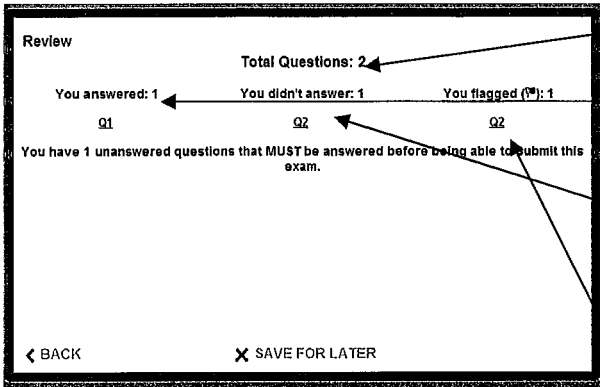 Review
Total Questions: 2
You answered: 1 You didn't answer: 1 You flagged (⚑): 1
Q1 Q2 Q2
You have 1 unanswered questions that MUST be answered before being able to submit this
exam.
BACK SAVE FOR LATER